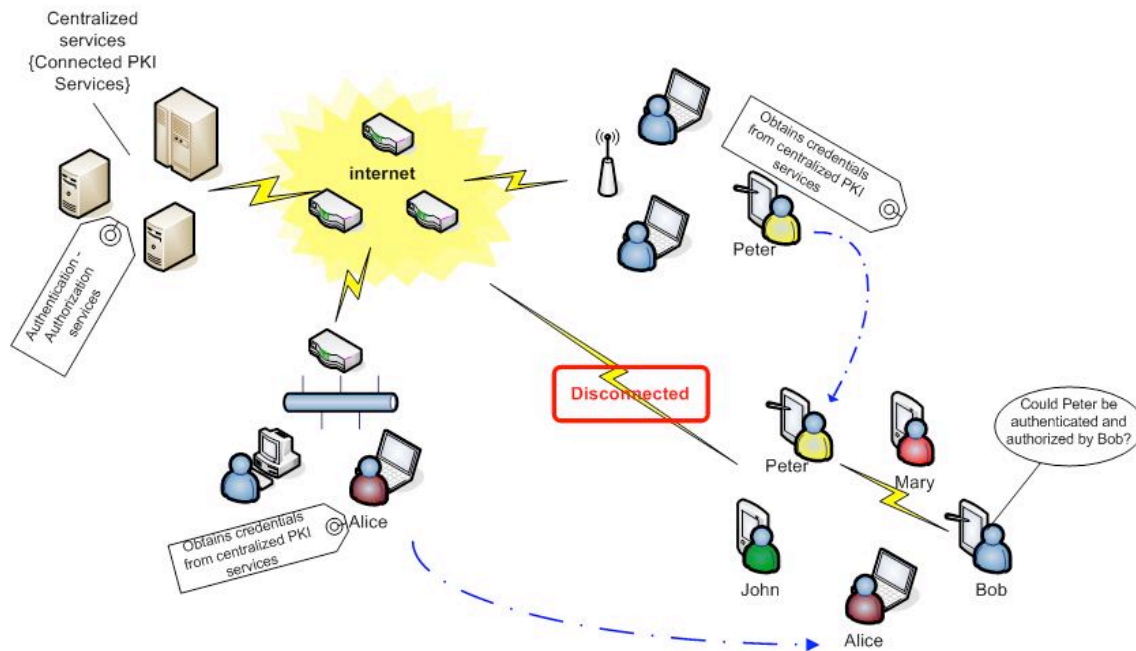 Centralized
services
{Connected PKI
Services}
internet
Obtains credentials
from centralized PKI
services
Peter
Authentication -
Authorization
services
Disconnected
Could Peter be
authenticated and
authorized by Bob?
Peter
Mary
Alice
Obtains credentials
from centralized PKI
services
John
Bob
Alice